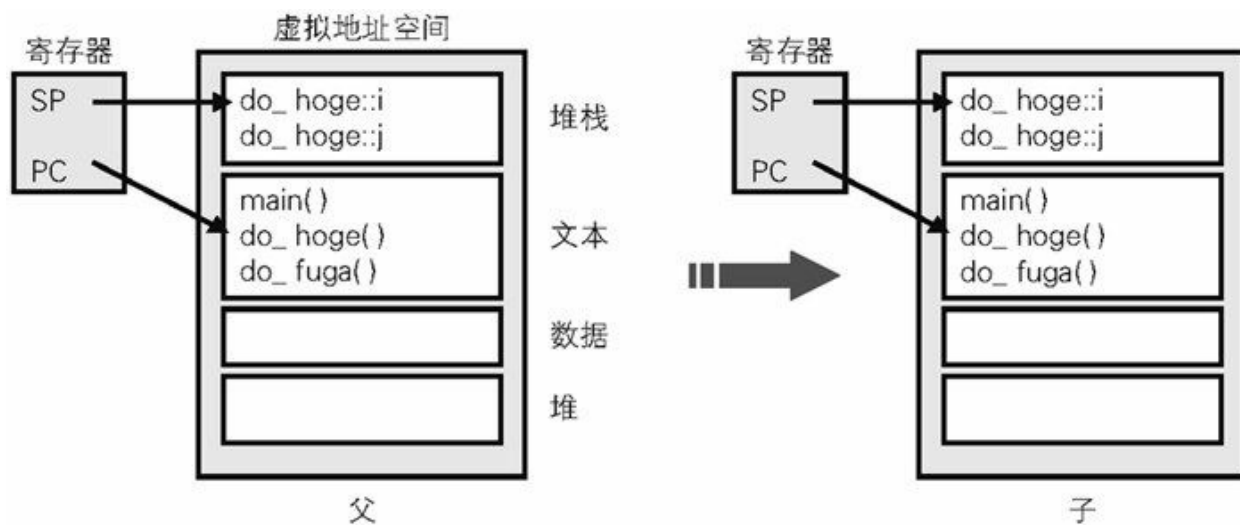 虚拟地址空间
寄存器
SP
PC
do_ hoge::i
do_ hoge::j
堆栈
main( )
do_ hoge( )
do_ fuga( )
文本
数据
堆
父
寄存器
SP
PC
do_ hoge::i
do_ hoge::j
main( )
do_ hoge( )
do_ fuga( )
子